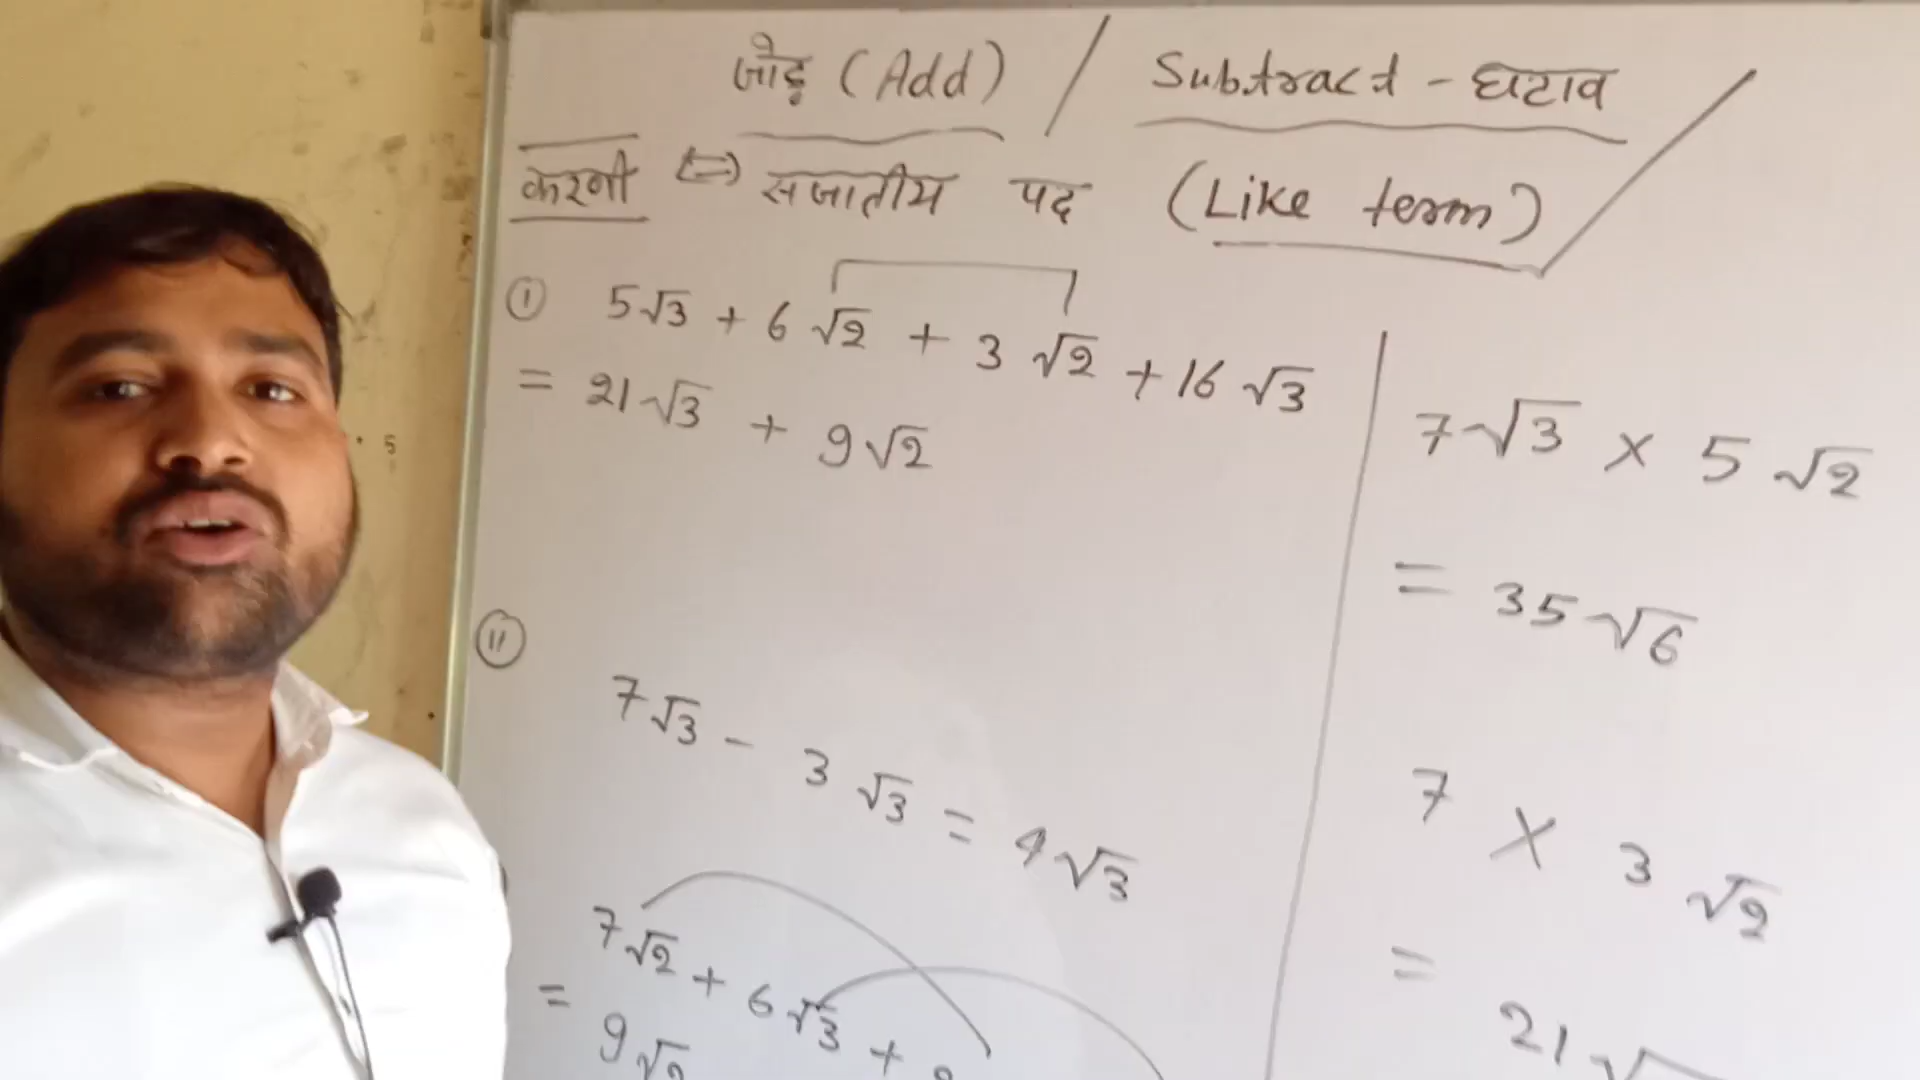 जोड़ (Add) / Subtract - घटाव
करणी ⇔ सजातीय पद (Like term)
① 5√3 + 6√2 + 3√2 + 16√3
= 21√3 + 9√2
⑪ 7√3 - 3√3 = 4√3
7√2 + 6√3 +
= 9√2
7√3 × 5√2
= 35√6
7 × 3√2
= 21√